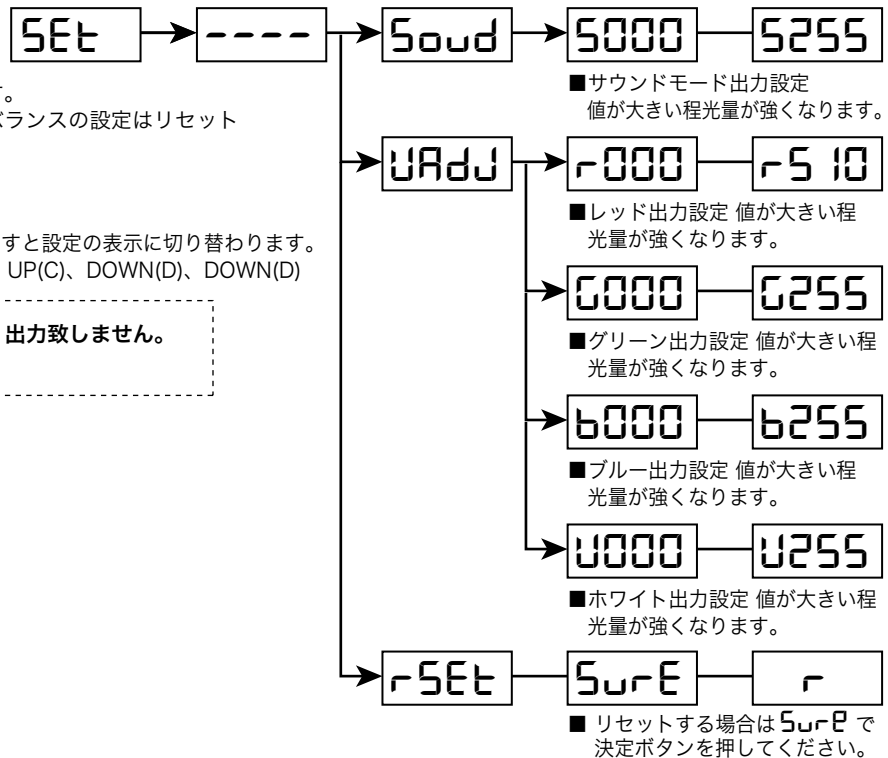 SEt
----
Soud
S000
S255
■サウンドモード出力設定
値が大きい程光量が強くなります。
す。
バランスの設定はリセット
UAdJ
r000
rS10
■レッド出力設定 値が大きい程
光量が強くなります。
すと設定の表示に切り替わります。
UP(C)、DOWN(D)、DOWN(D)
G000
G255
出力致しません。
■グリーン出力設定 値が大きい程
光量が強くなります。
b000
b255
■ブルー出力設定 値が大きい程
光量が強くなります。
U000
U255
■ホワイト出力設定 値が大きい程
光量が強くなります。
rSEt
SurE
r
■ リセットする場合は SurE で
決定ボタンを押してください。